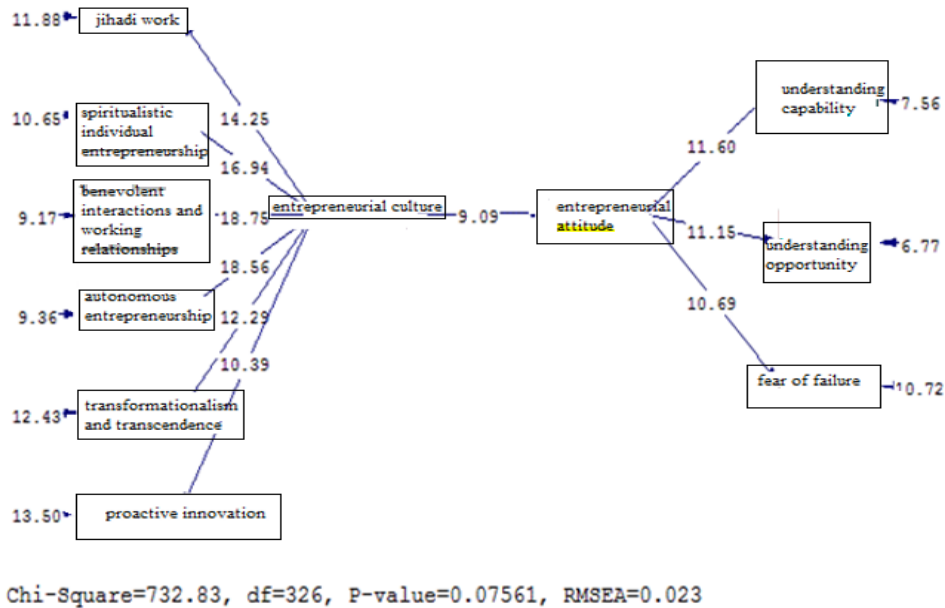 11.88
jihadi work
10.65
spiritualistic
individual
entrepreneurship
14.25
16.94
9.17
benevolent
interactions and
working
relationships
18.75
entrepreneurial culture
9.09
18.56
9.36
autonomous
entrepreneurship
12.29
10.39
12.43
transformationalism
and transcendence
13.50
proactive innovation
entrepreneurial
attitude
11.60
understanding
capability
7.56
11.15
understanding
opportunity
6.77
10.69
fear of failure
10.72
Chi-Square=732.83, df=326, P-value=0.07561, RMSEA=0.023